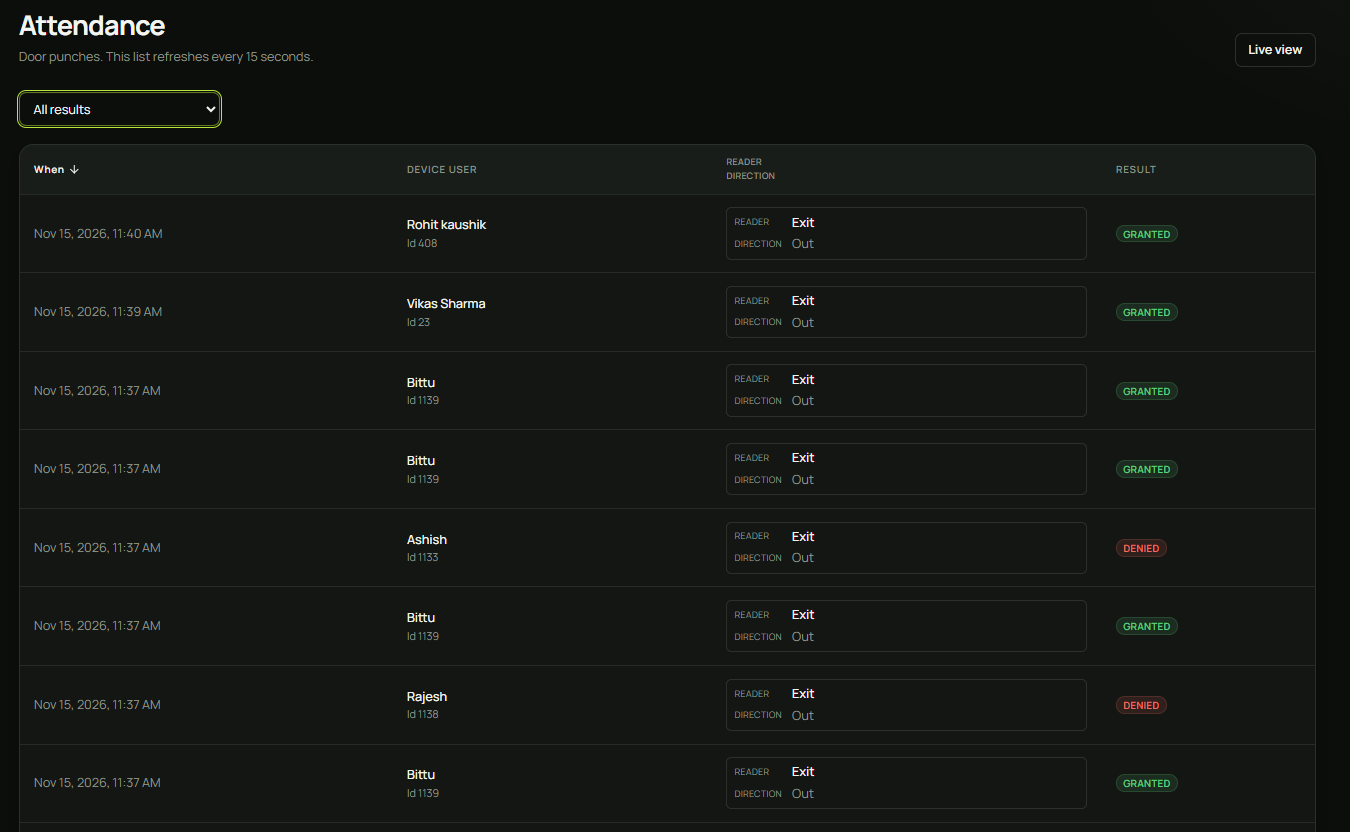 Attendance
Door punches. This list refreshes every 15 seconds.
Live view
All results
When ↓ DEVICE USER READER DIRECTION RESULT
Nov 15, 2026, 11:40 AM
Rohit kaushik
Id 408
READER Exit
DIRECTION Out
GRANTED
Nov 15, 2026, 11:39 AM
Vikas Sharma
Id 23
READER Exit
DIRECTION Out
GRANTED
Nov 15, 2026, 11:37 AM
Bittu
Id 1139
READER Exit
DIRECTION Out
GRANTED
Nov 15, 2026, 11:37 AM
Bittu
Id 1139
READER Exit
DIRECTION Out
GRANTED
Nov 15, 2026, 11:37 AM
Ashish
Id 1133
READER Exit
DIRECTION Out
DENIED
Nov 15, 2026, 11:37 AM
Bittu
Id 1139
READER Exit
DIRECTION Out
GRANTED
Nov 15, 2026, 11:37 AM
Rajesh
Id 1138
READER Exit
DIRECTION Out
DENIED
Nov 15, 2026, 11:37 AM
Bittu
Id 1139
READER Exit
DIRECTION Out
GRANTED